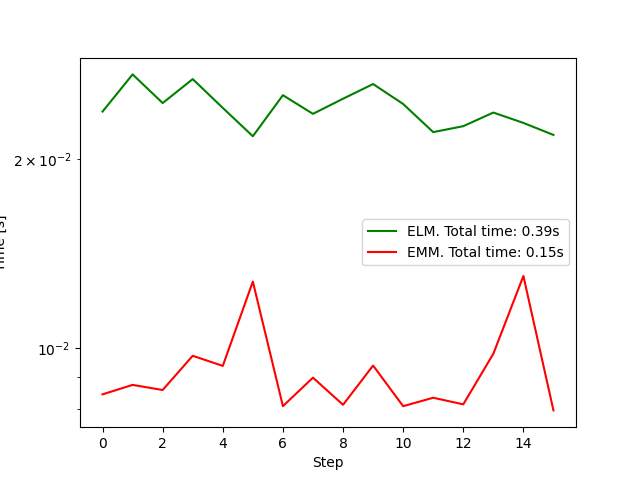 2 × 10⁻²
10⁻²
Time [s]
ELM. Total time: 0.39s
EMM. Total time: 0.15s
0 2 4 6 8 10 12 14
Step